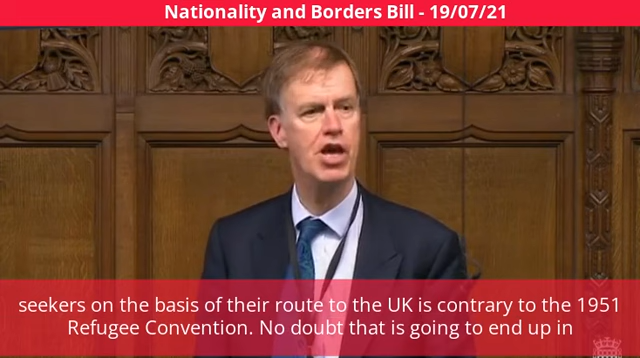 Nationality and Borders Bill - 19/07/21
seekers on the basis of their route to the UK is contrary to the 1951
Refugee Convention. No doubt that is going to end up in